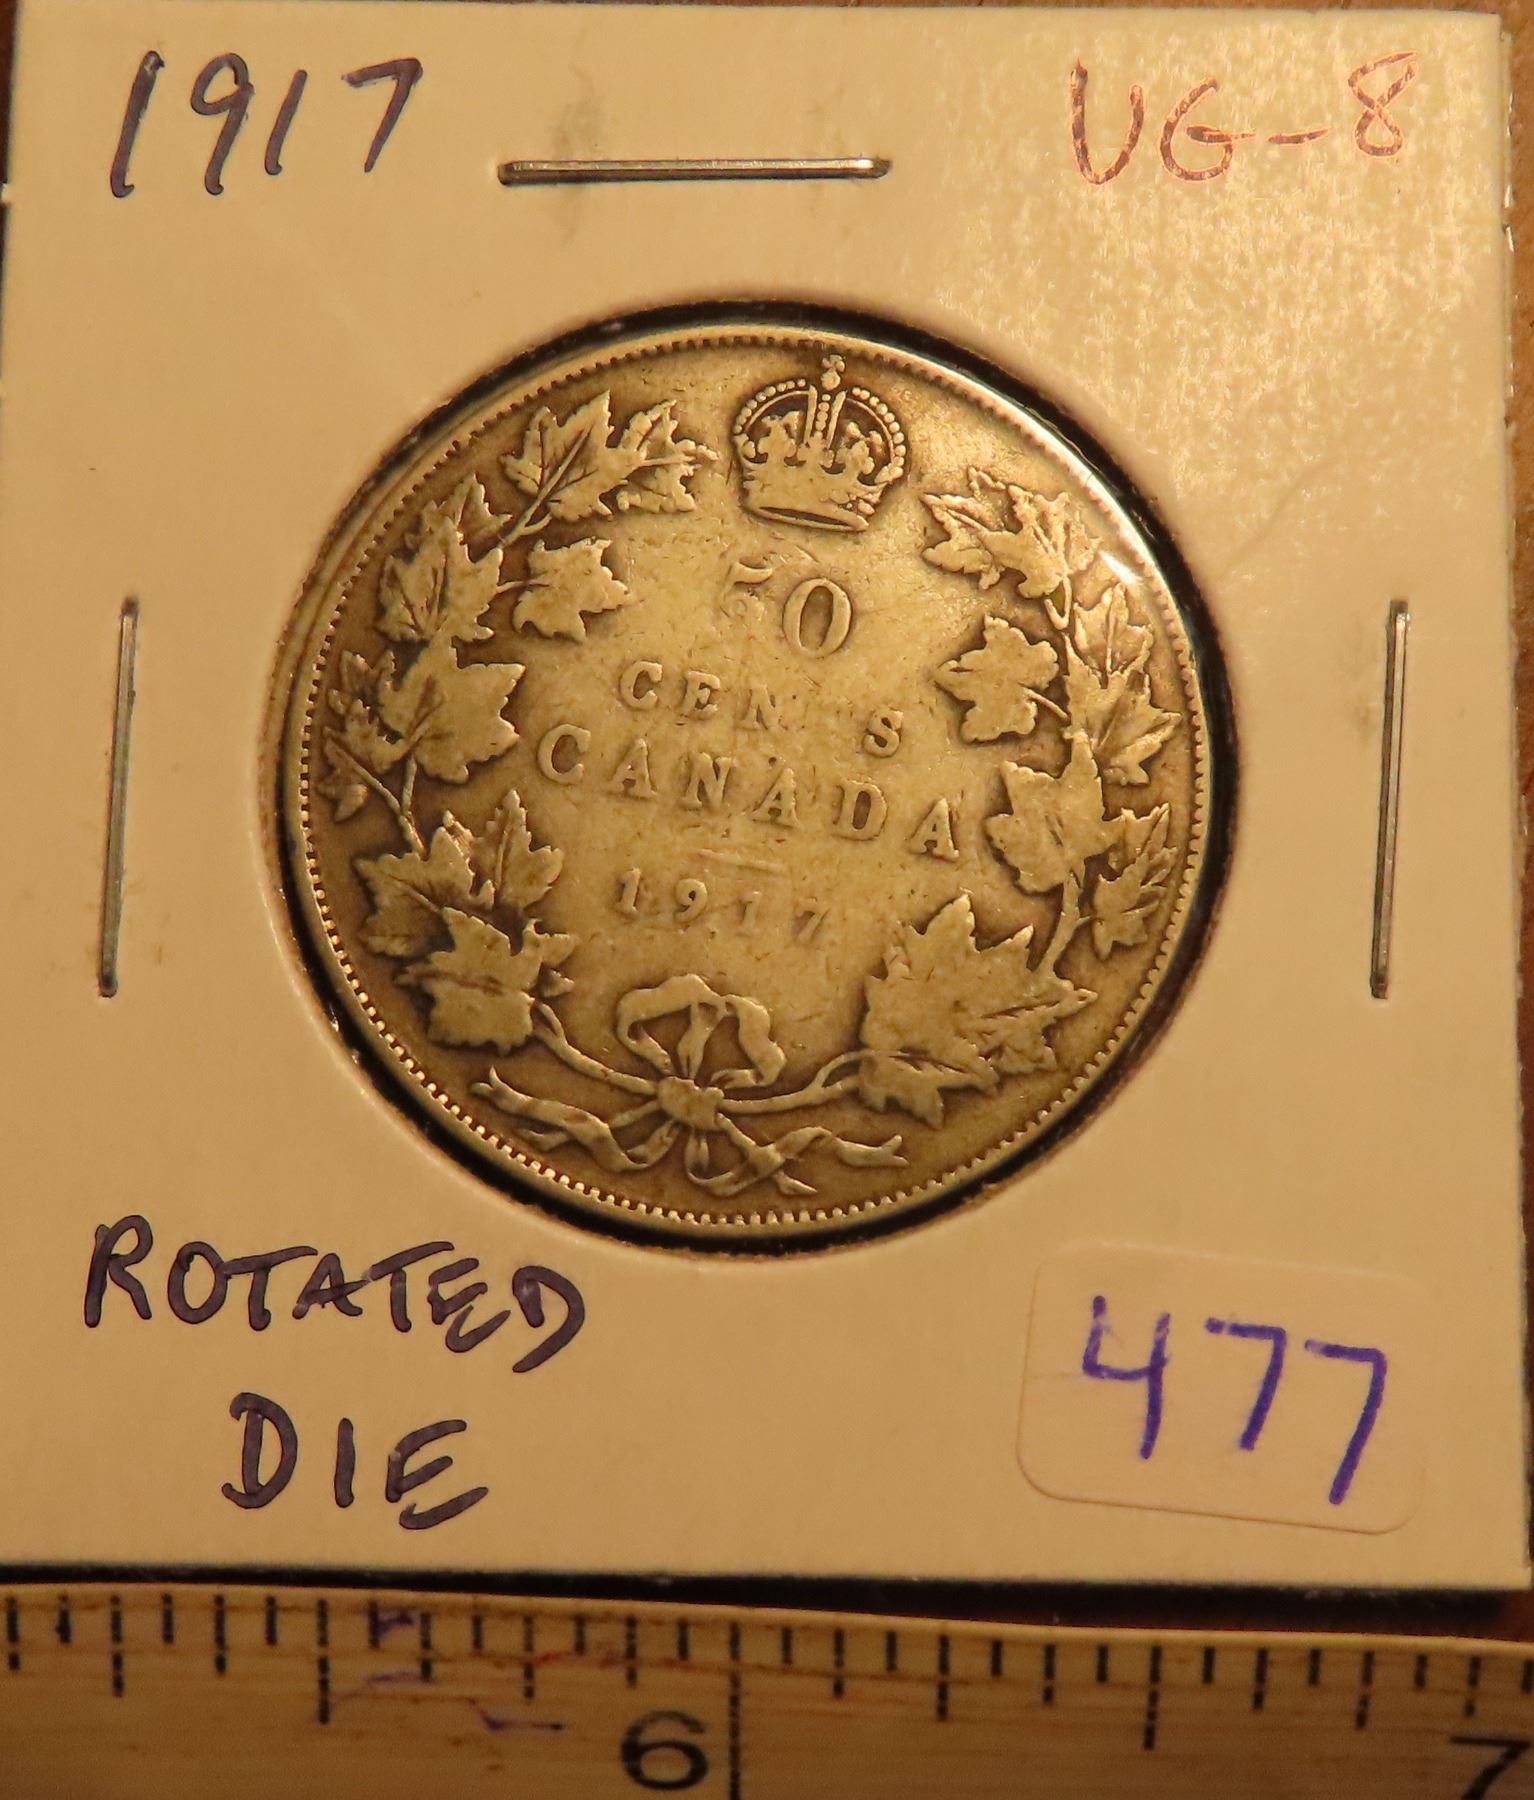 1917
VG-8
50
CENTS
CANADA
1917
ROTATED
DIE
477
6
7